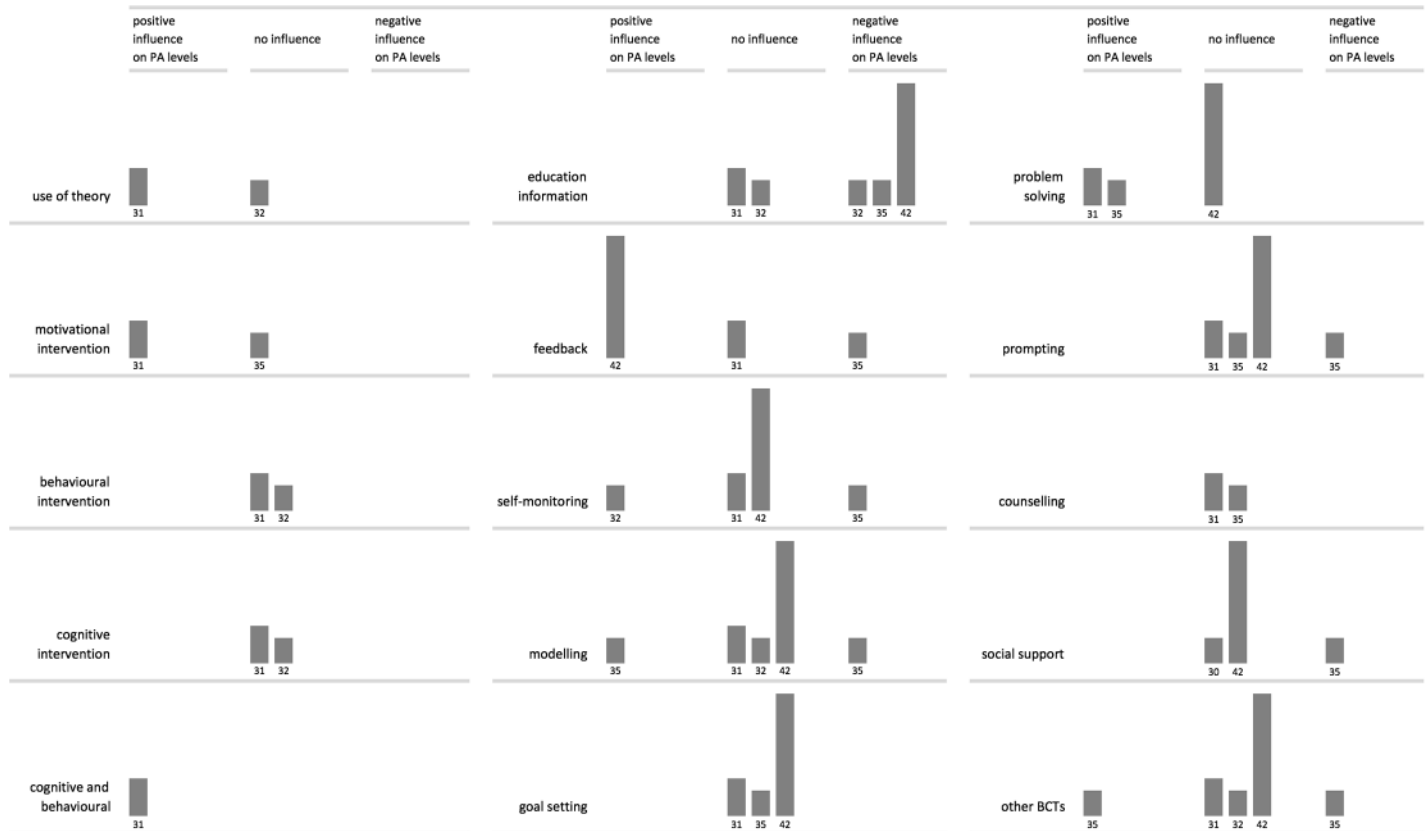 positive
influence
on PA levels
no influence
negative
influence
on PA levels
positive
influence
on PA levels
no influence
negative
influence
on PA levels
positive
influence
on PA levels
no influence
negative
influence
on PA levels
use of theory
31
32
education
information
31 32
32 35 42
problem
solving
31 35
42
motivational
intervention
31
35
feedback
42
31
35
prompting
31 35 42
35
behavioural
intervention
31 32
self-monitoring
32
31 42
35
counselling
31 35
cognitive
intervention
31 32
modelling
35
31 32 42
35
social support
30 42
35
cognitive and
behavioural
31
goal setting
31 35 42
other BCTs
35
31 32 42
35